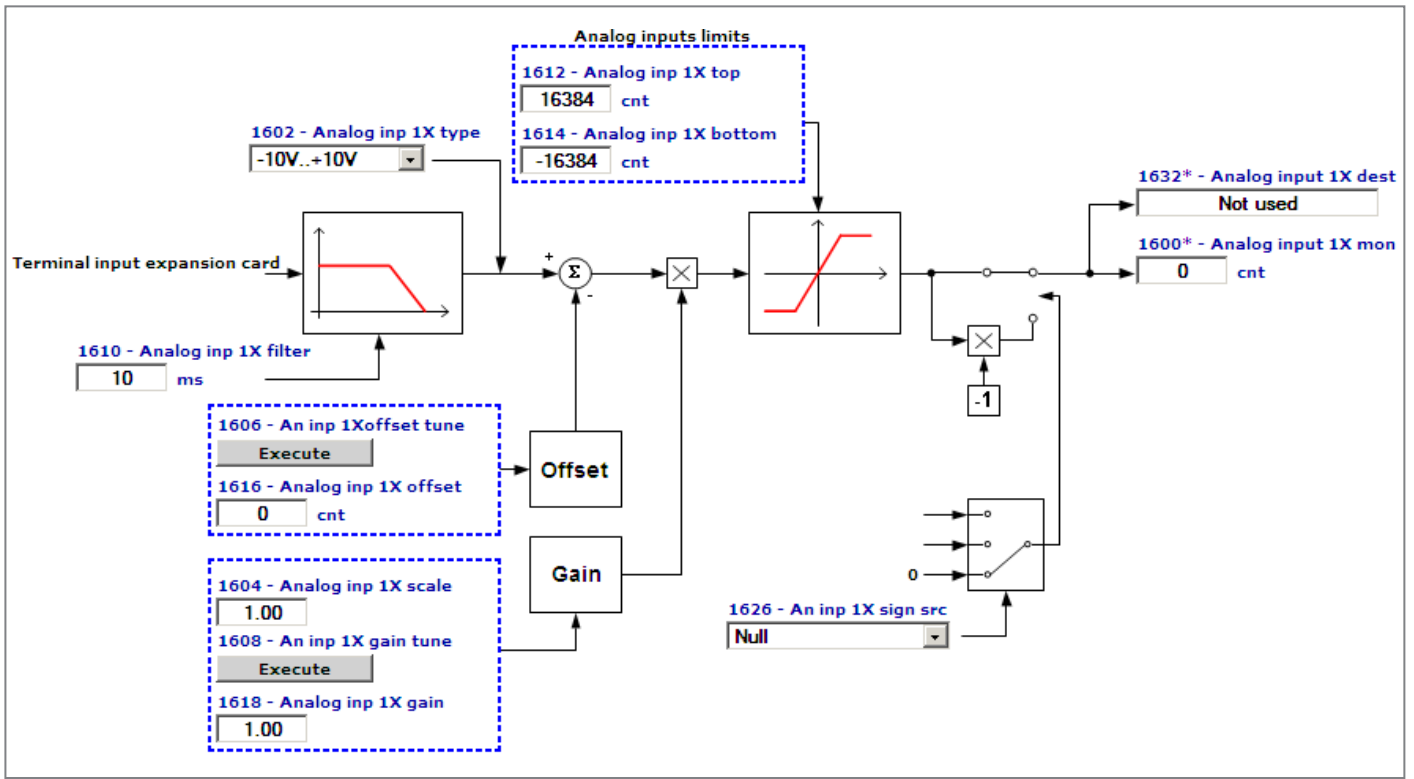 Analog inputs limits
1612 - Analog inp 1X top
16384 cnt
1602 - Analog inp 1X type
-10V..+10V
1614 - Analog inp 1X bottom
-16384 cnt
1632* - Analog input 1X dest
Not used
1600* - Analog input 1X mon
0 cnt
Terminal input expansion card
+
Σ
-
1610 - Analog inp 1X filter
10 ms
-1
1606 - An inp 1Xoffset tune
Execute
1616 - Analog inp 1X offset
0 cnt
Offset
1604 - Analog inp 1X scale
1.00
1608 - An inp 1X gain tune
Execute
1618 - Analog inp 1X gain
1.00
Gain
0
1626 - An inp 1X sign src
Null